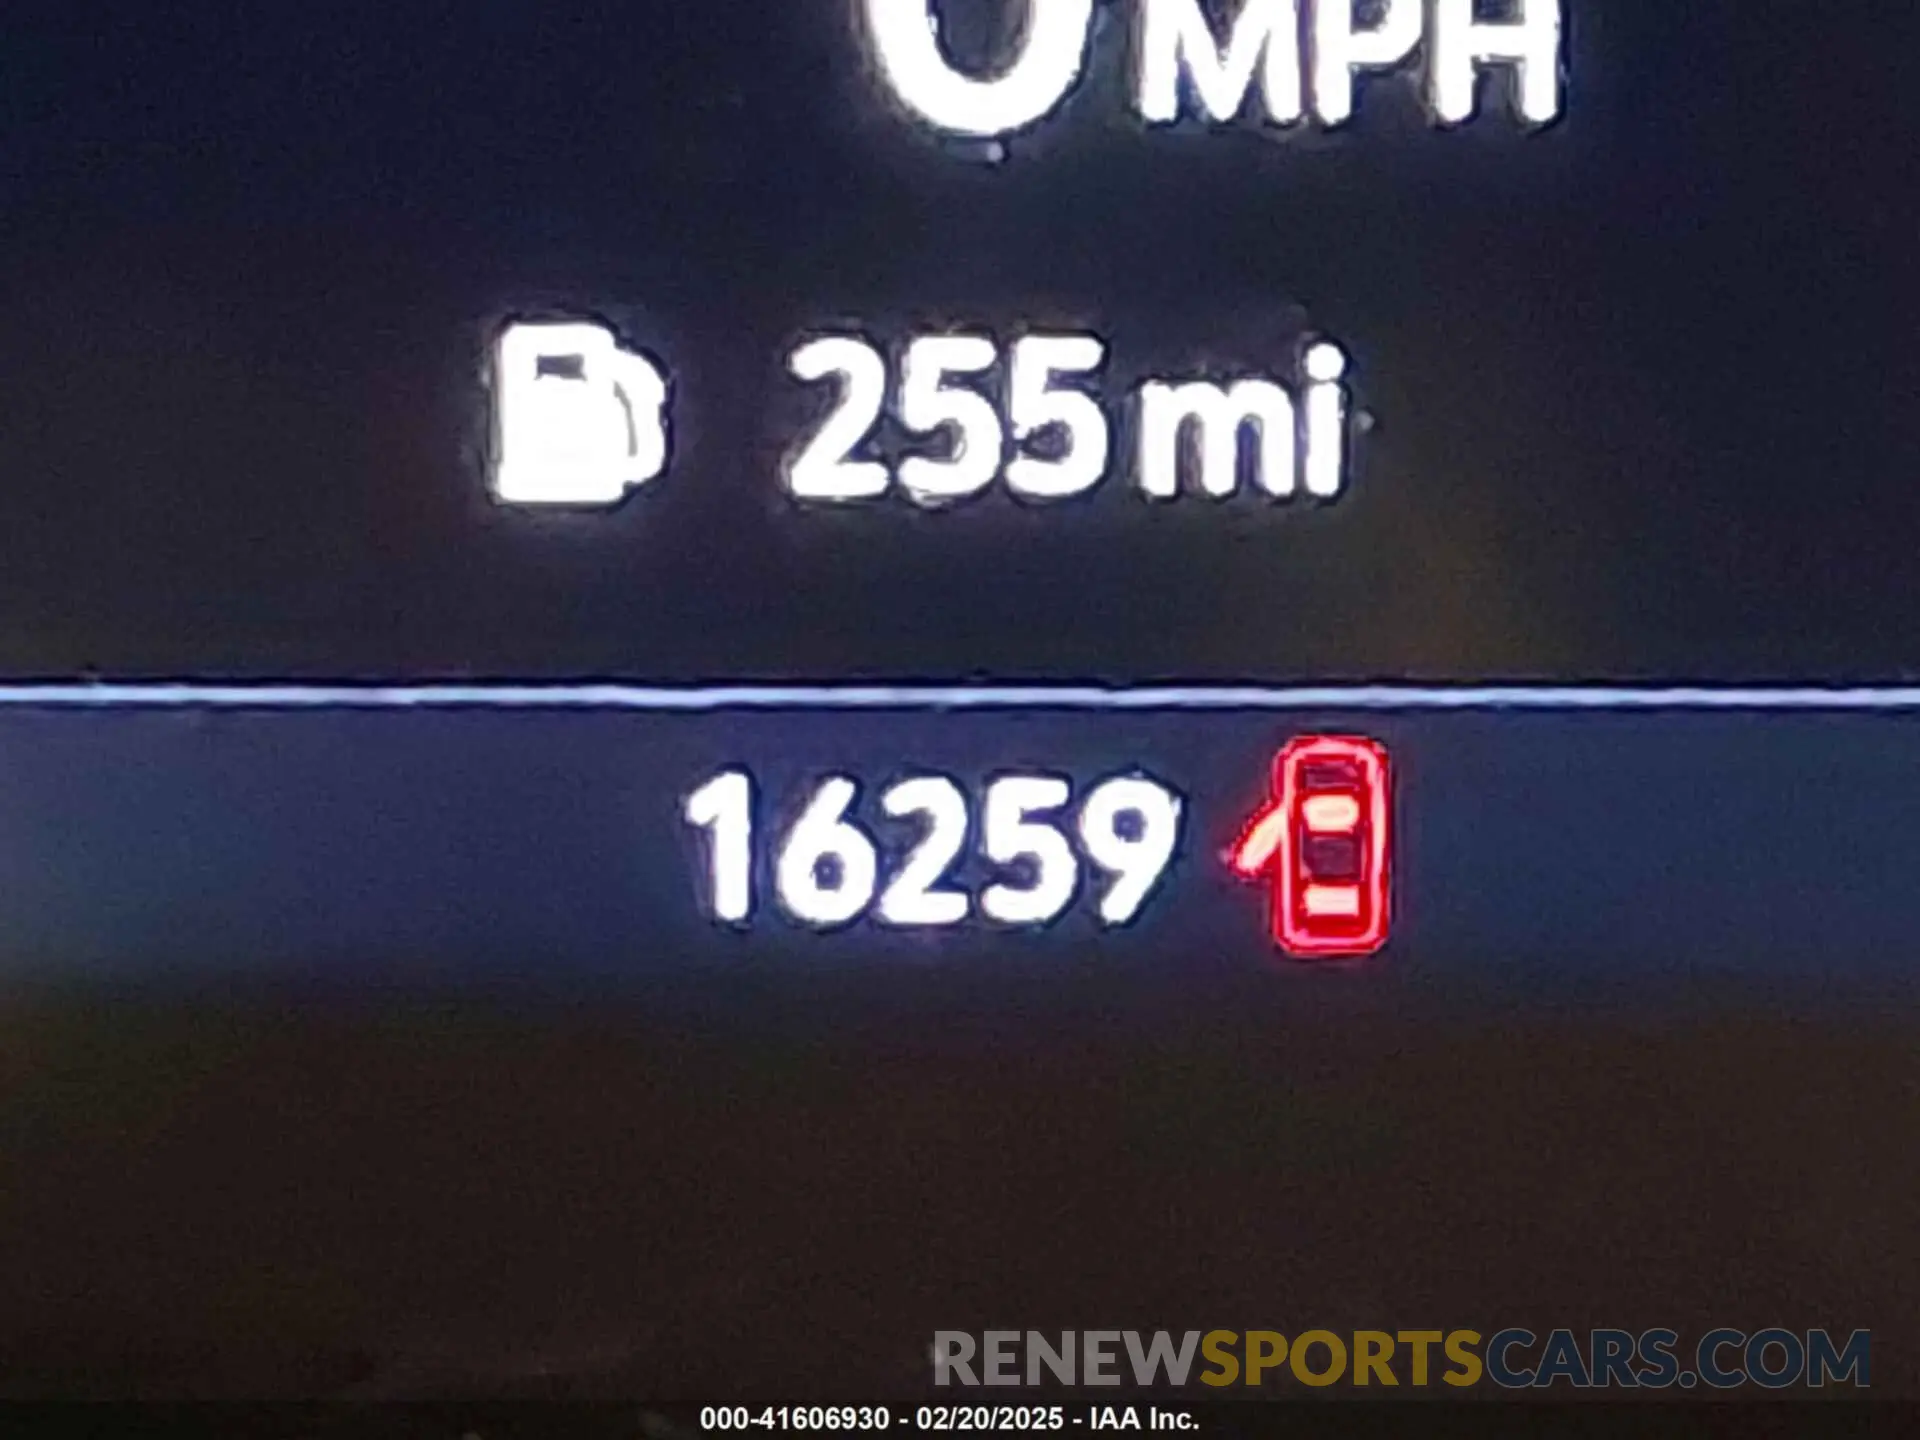 0 MPH
255 mi
16259
RENEWSPORTSCARS.COM
000-41606930 - 02/20/2025 - IAA Inc.